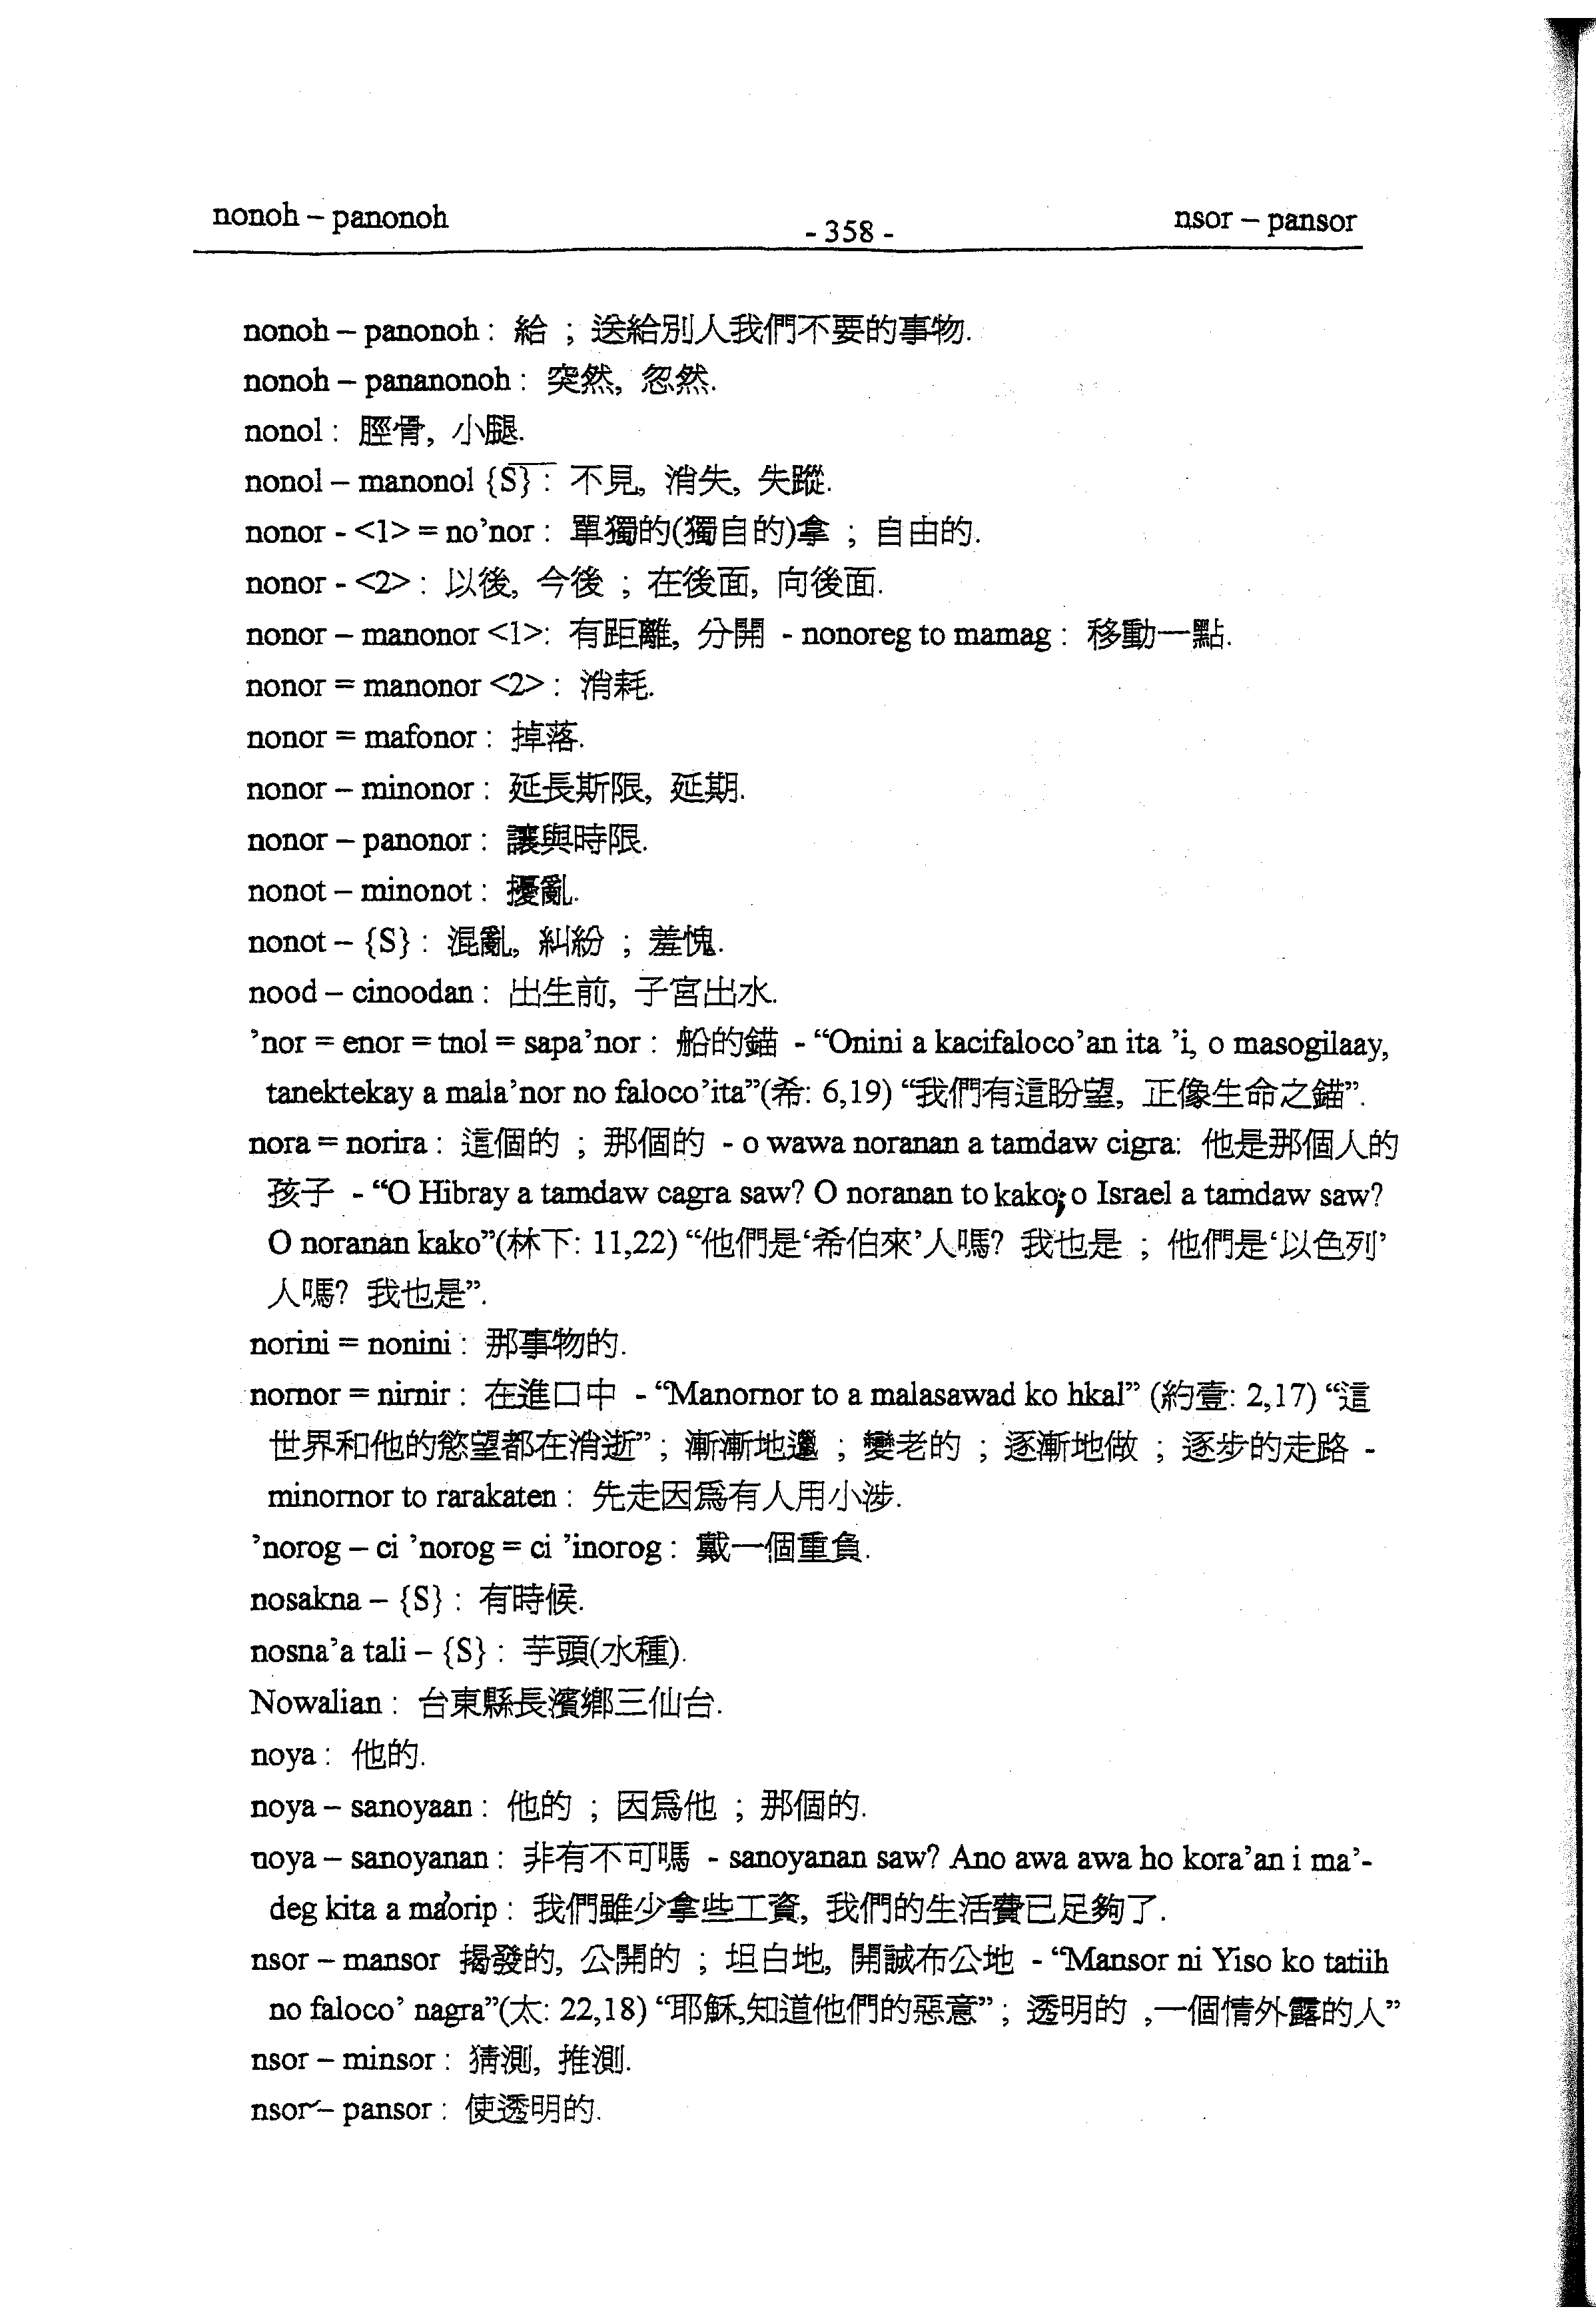 nonoh – panonoh
- 358 -
nsor – pansor
nonoh – panonoh : 給 ; 送給別人我們不要的事物.
nonoh – pananonoh : 突然, 忽然.
nonol : 脛骨, 小腿.
nonol – manonol {S} : 不見, 消失, 失蹤.
nonor - <1> = no’nor : 單獨的(獨自的)拿 ; 自由的.
nonor - <2> : 以後, 今後 ; 在後面, 向後面.
nonor – manonor <1>: 有距離, 分開 - nonoreg to mamag : 移動一點.
nonor = manonor <2> : 消耗.
nonor = mafonor : 掉落.
nonor – minonor : 延長斯限, 延期.
nonor – panonor : 讓與時限.
nonot – minonot : 擾亂.
nonot – {S} : 混亂, 糾紛 ; 羞愧.
nood – cinoodan : 出生前, 子宮出水.
’nor = enor = tnol = sapa’nor : 船的錨 - “Onini a kacifaloco’an ita ’i, o masogilaay,
tanektekay a mala’nor no faloco’ita”(希: 6,19) “我們有這盼望, 正像生命之錨”.
nora = norira : 這個的 ; 那個的 - o wawa noranan a tamdaw cigra: 他是那個人的
孩子 - “O Hibray a tamdaw cagra saw? O noranan to kako; o Israel a tamdaw saw?
O noranan kako”(林下: 11,22) “他們是‘希伯來’人嗎? 我也是 ; 他們是‘以色列’
人嗎? 我也是”.
norini = nonini : 那事物的.
nornor = nirnir : 在進口中 - “Manornor to a malasawad ko hkal” (約壹: 2,17) “這
世界和他的慾望都在消逝” ; 漸漸地 ; 變老的 ; 逐漸地做 ; 逐步的走路 -
minornor to rarakaten : 先走因爲有人用小涉.
’norog – ci ’norog = ci ’inorog : 戴一個重負.
nosakna – {S} : 有時候.
nosna’a tali – {S} : 芋頭(水種).
Nowalian : 台東縣長濱鄉三仙台.
noya : 他的.
noya – sanoyaan : 他的 ; 因爲他 ; 那個的.
noya – sanoyanan : 非有不可嗎 - sanoyanan saw? Ano awa awa ho kora’an i ma’-
deg kita a ma’orip : 我們雖少拿些工資, 我們的生活費已足夠了.
nsor – mansor 揭發的, 公開的 ; 坦白地, 開誠布公地 - “Mansor ni Yiso ko tatiih
no faloco’ nagra”(太: 22,18) “耶穌,知道他們的惡意” ; 透明的 ,一個情外露的人”
nsor – minsor : 猜測, 推測.
nsor – pansor : 使透明的.